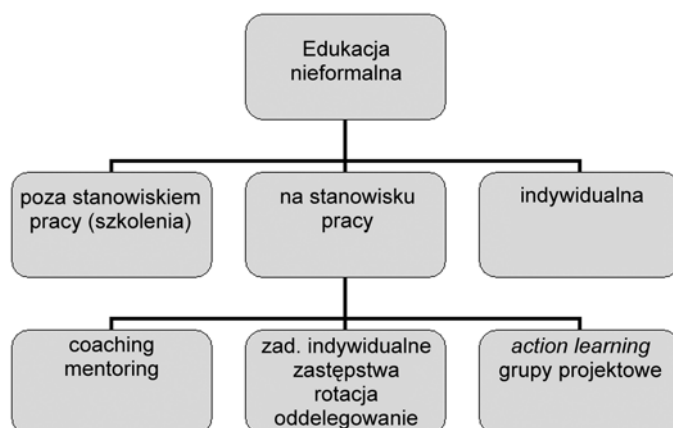 Edukacja
nieformalna
poza stanowiskiem
pracy (szkolenia)
na stanowisku
pracy
indywidualna
coaching
mentoring
zad. indywidualne
zastępstwa
rotacja
oddelegowanie
action learning
grupy projektowe